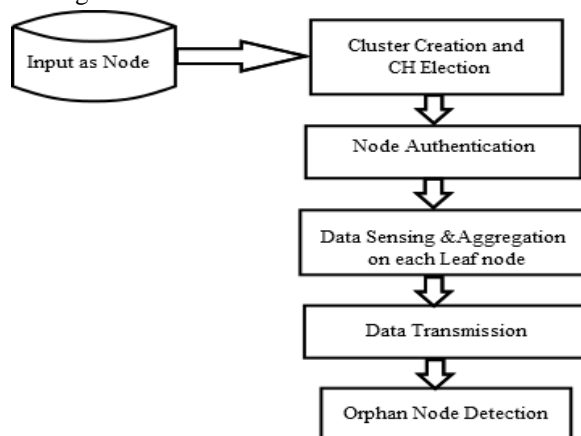 Input as Node
Cluster Creation and
CH Election
Node Authentication
Data Sensing &Aggregation
on each Leaf node
Data Transmission
Orphan Node Detection